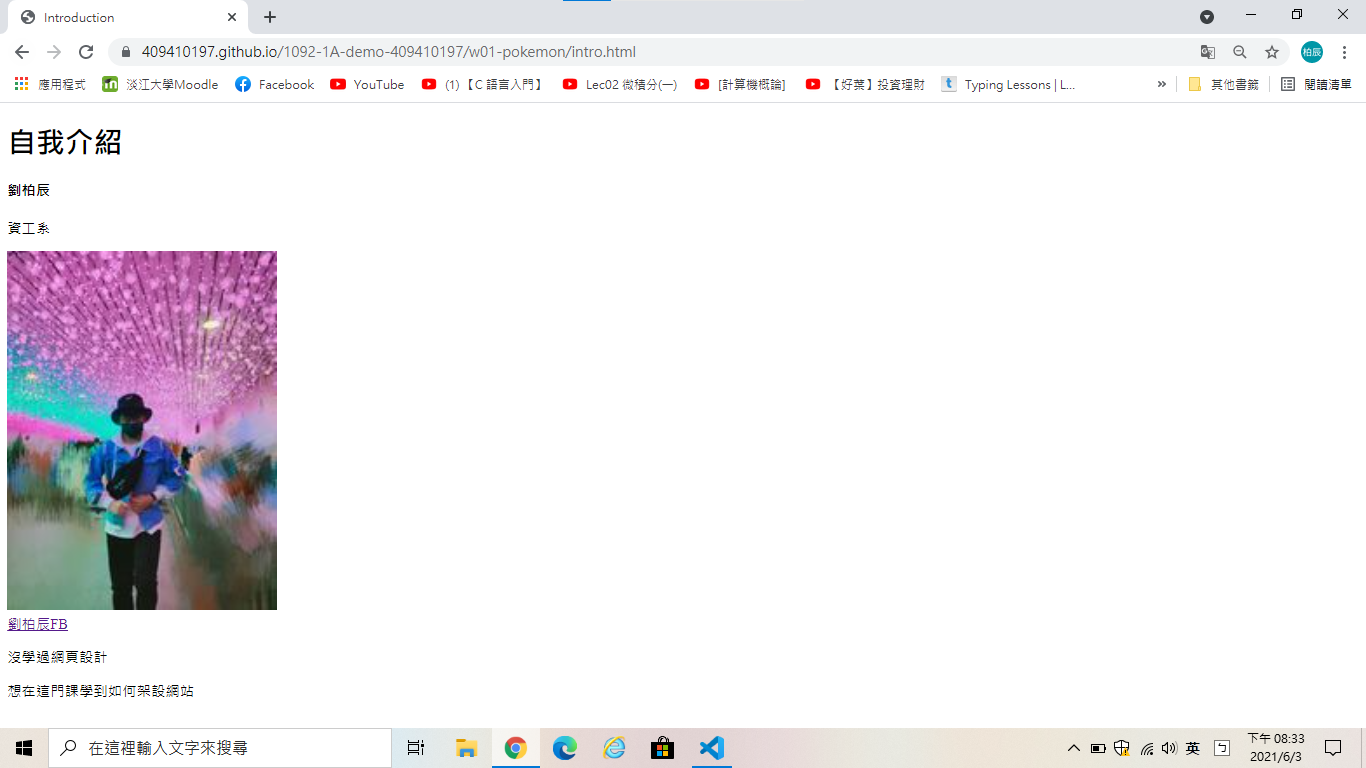 Introduction
409410197.github.io/1092-1A-demo-409410197/w01-pokemon/intro.html
柏辰
應用程式 淡江大學Moodle Facebook YouTube (1)【C 語言入門】 Lec02 微積分(一) [計算機概論] 【好葉】投資理財 Typing Lessons | L... » 其他書籤 閱讀清單
自我介紹
劉柏辰
資工系
劉柏辰FB
沒學過網頁設計
想在這門課學到如何架設網站
在這裡輸入文字來搜尋
英 ㄅ
下午 08:33
2021/6/3